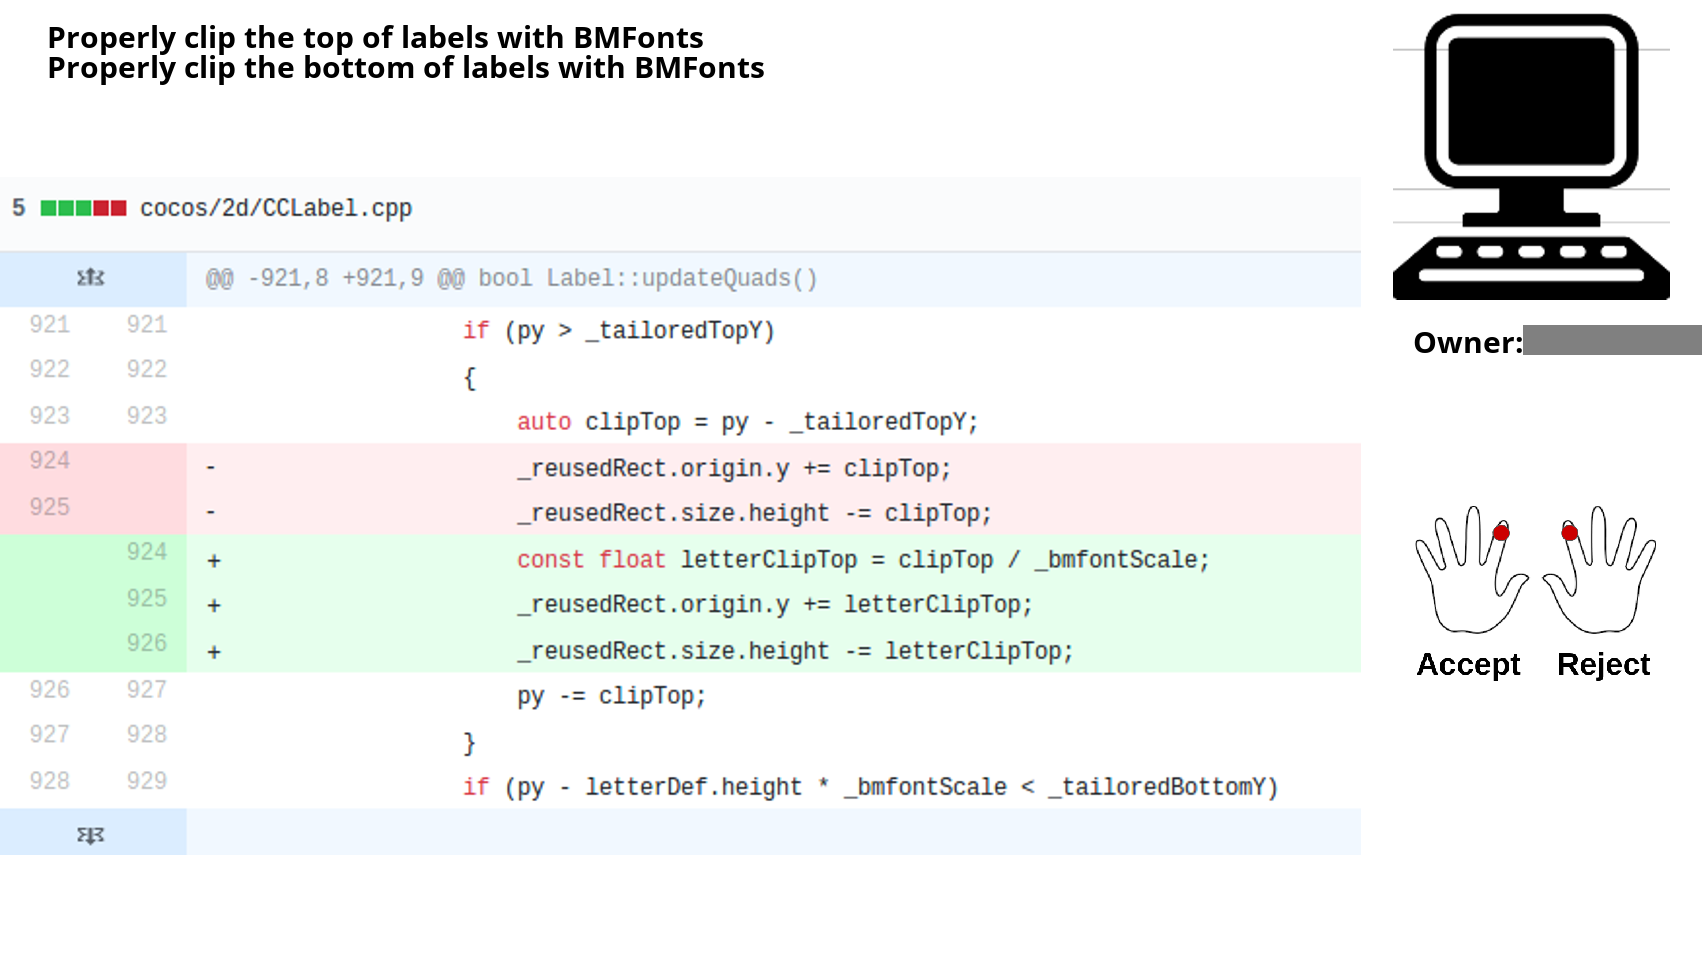 Properly clip the top of labels with BMFonts
Properly clip the bottom of labels with BMFonts
5 cocos/2d/CCLabel.cpp
@@ -921,8 +921,9 @@ bool Label::updateQuads()
921 921 if (py > _tailoredTopY)
922 922 {
923 923 auto clipTop = py - _tailoredTopY;
924 - _reusedRect.origin.y += clipTop;
925 - _reusedRect.size.height -= clipTop;
924 + const float letterClipTop = clipTop / _bmfontScale;
925 + _reusedRect.origin.y += letterClipTop;
926 + _reusedRect.size.height -= letterClipTop;
926 927 py -= clipTop;
927 928 }
928 929 if (py - letterDef.height * _bmfontScale < _tailoredBottomY)
Owner:
Accept Reject